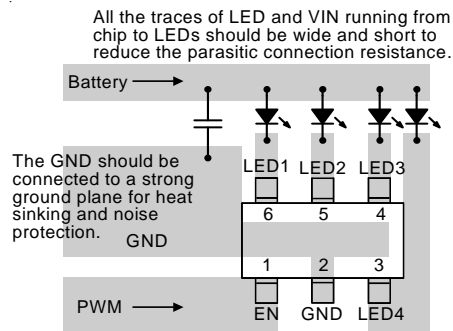 All the traces of LED and VIN running from
chip to LEDs should be wide and short to
reduce the parasitic connection resistance.
Battery
The GND should be
connected to a strong
ground plane for heat
sinking and noise
protection.
GND
LED1 LED2 LED3
6 5 4
1 2 3
PWM
EN GND LED4